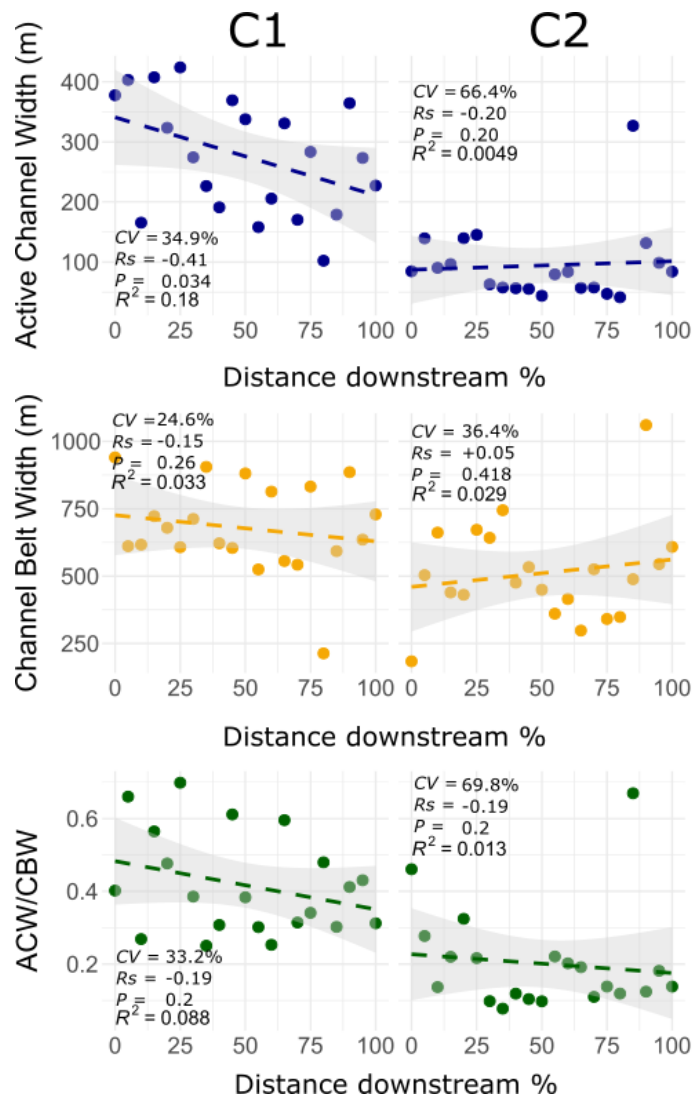 C1 C2
Active Channel Width (m)
400
300
200
100
CV = 34.9%
Rs = -0.41
P = 0.034
R² = 0.18
CV = 66.4%
Rs = -0.20
P = 0.20
R² = 0.0049
0 25 50 75 100 0 25 50 75 100
Distance downstream % Distance downstream %
Channel Belt Width (m)
1000
750
500
250
CV = 24.6%
Rs = -0.15
P = 0.26
R² = 0.033
CV = 36.4%
Rs = +0.05
P = 0.418
R² = 0.029
0 25 50 75 100 0 25 50 75 100
Distance downstream % Distance downstream %
ACW/CBW
0.6
0.4
0.2
CV = 33.2%
Rs = -0.19
P = 0.2
R² = 0.088
CV = 69.8%
Rs = -0.19
P = 0.2
R² = 0.013
0 25 50 75 100 0 25 50 75 100
Distance downstream % Distance downstream %